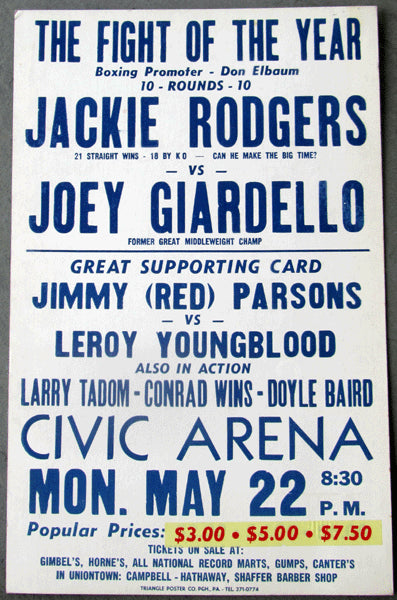 THE FIGHT OF THE YEAR
Boxing Promoter - Don Elbaum
10 - ROUNDS - 10
JACKIE RODGERS
21 STRAIGHT WINS - 18 BY KO — CAN HE MAKE THE BIG TIME?
— VS —
JOEY GIARDELLO
FORMER GREAT MIDDLEWEIGHT CHAMP
GREAT SUPPORTING CARD
JIMMY (RED) PARSONS
— VS —
LEROY YOUNGBLOOD
ALSO IN ACTION
LARRY TADOM - CONRAD WINS - DOYLE BAIRD
CIVIC ARENA
MON. MAY 22 8:30 P.M.
Popular Prices: $3.00 • $5.00 • $7.50
TICKETS ON SALE AT:
GIMBEL'S, HORNE'S, ALL NATIONAL RECORD MARTS, GUMPS, CANTER'S
IN UNIONTOWN: CAMPBELL - HATHAWAY, SHAFFER BARBER SHOP
TRIANGLE POSTER CO. PGH., PA. - TEL. 371-0774